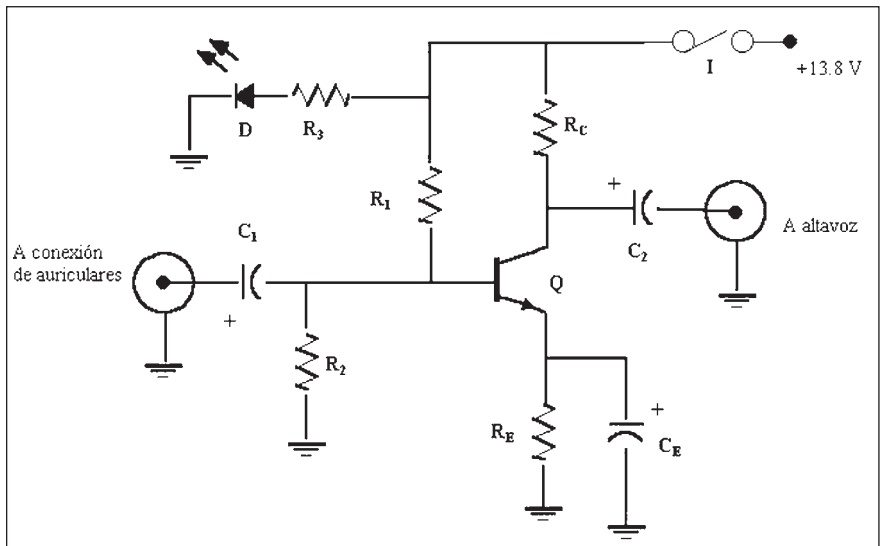 I
+13.8 V
D
R3
RC
R1
+
C2
A altavoz
A conexión
de auriculares
C1
+
Q
R2
RE
+
CE